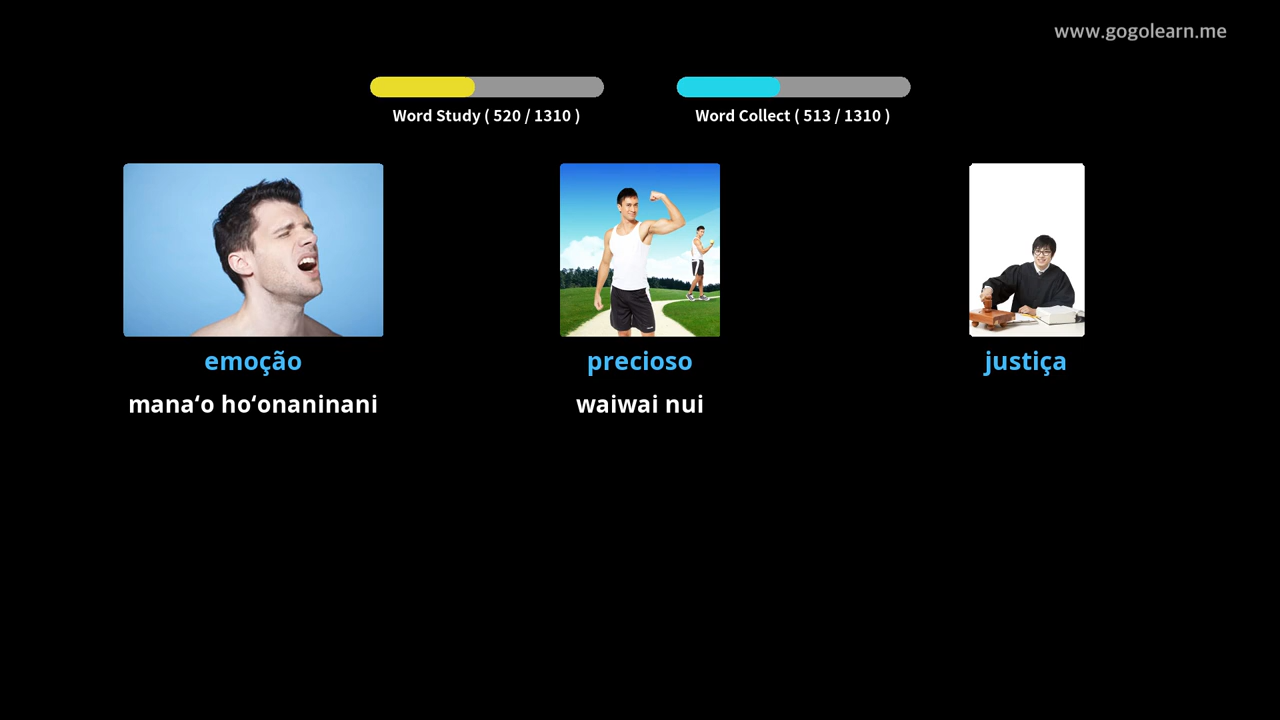 www.gogolearn.me
Word Study ( 520 / 1310 )
Word Collect ( 513 / 1310 )
emoção
precioso
justiça
manaʻo hoʻonaninani
waiwai nui